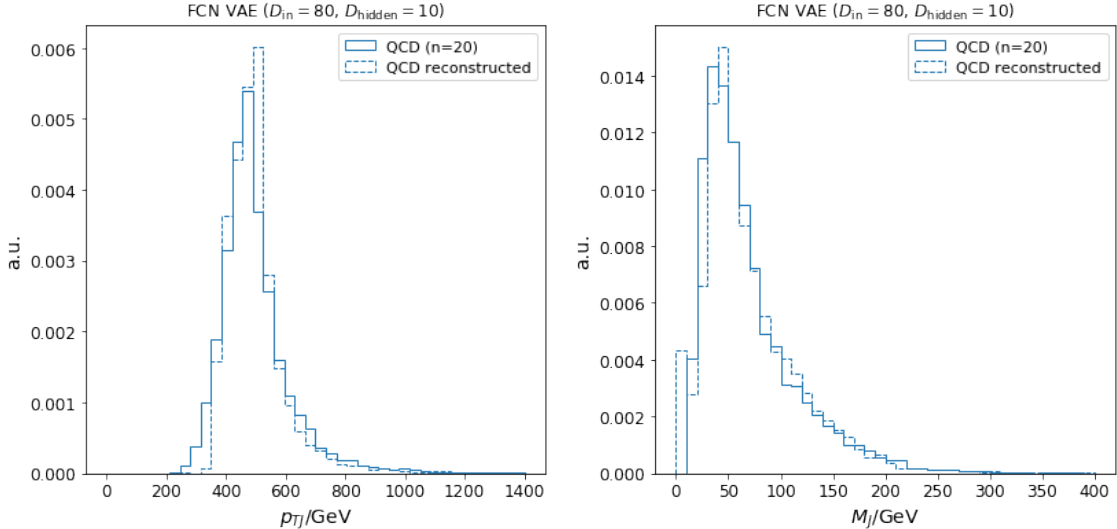 FCN VAE (D_in = 80, D_hidden = 10)
QCD (n=20)
QCD reconstructed
0.006
0.005
0.004
0.003
0.002
0.001
0.000
a.u.
0 200 400 600 800 1000 1200 1400
p_TJ/GeV
FCN VAE (D_in = 80, D_hidden = 10)
QCD (n=20)
QCD reconstructed
0.014
0.012
0.010
0.008
0.006
0.004
0.002
0.000
a.u.
0 50 100 150 200 250 300 350 400
M_J/GeV